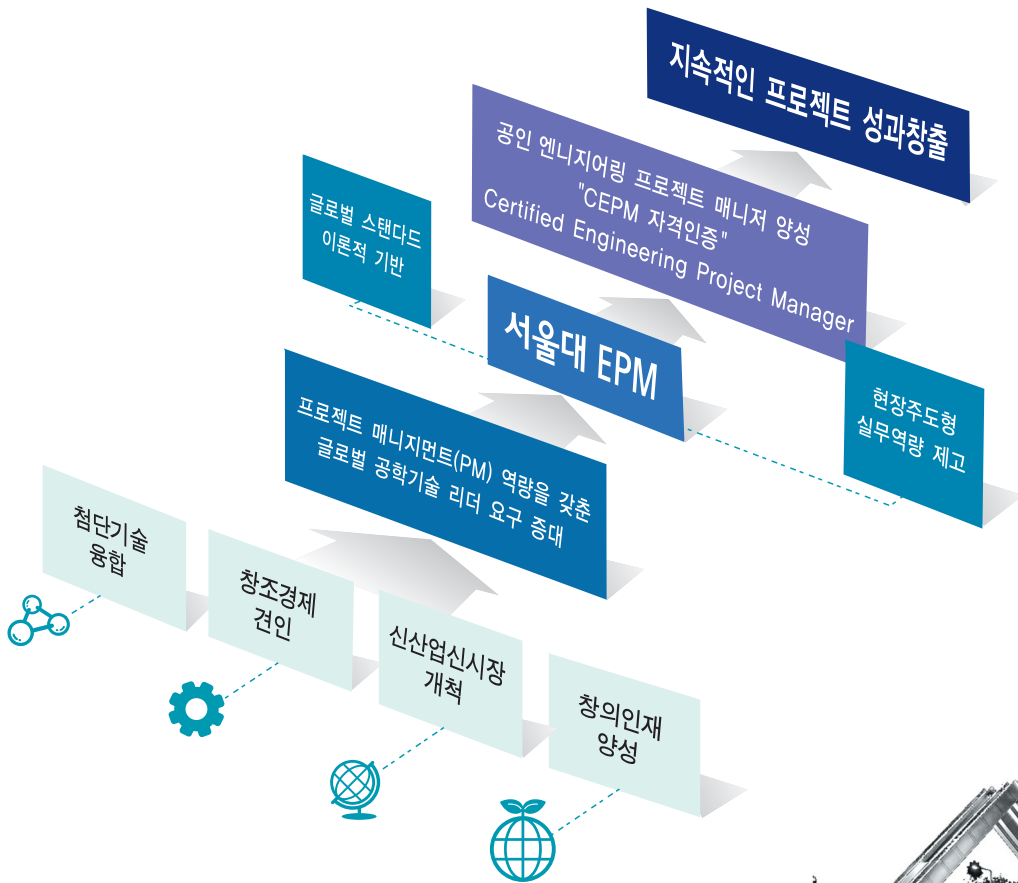 지속적인 프로젝트 성과창출
공인 엔니지어링 프로젝트 매니저 양성
"CEPM 자격인증"
Certified Engineering Project Manager
글로벌 스탠다드
이론적 기반
서울대 EPM
현장주도형
실무역량 제고
프로젝트 매니지먼트(PM) 역량을 갖춘
글로벌 공학기술 리더 요구 증대
첨단기술
융합
창조경제
견인
신산업신시장
개척
창의인재
양성